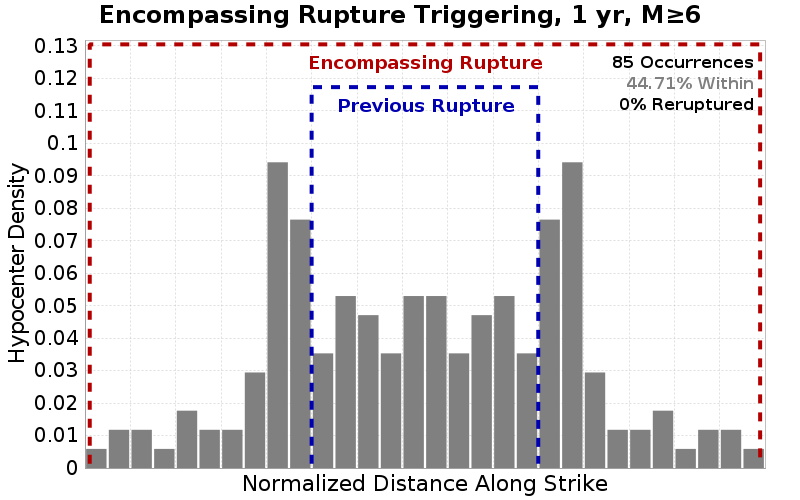 Encompassing Rupture Triggering, 1 yr, M≥6
0.13
0.12
0.11
0.1
0.09
0.08
0.07
0.06
0.05
0.04
0.03
0.02
0.01
0
Hypocenter Density
Encompassing Rupture
Previous Rupture
85 Occurrences
44.71% Within
0% Reruptured
Normalized Distance Along Strike